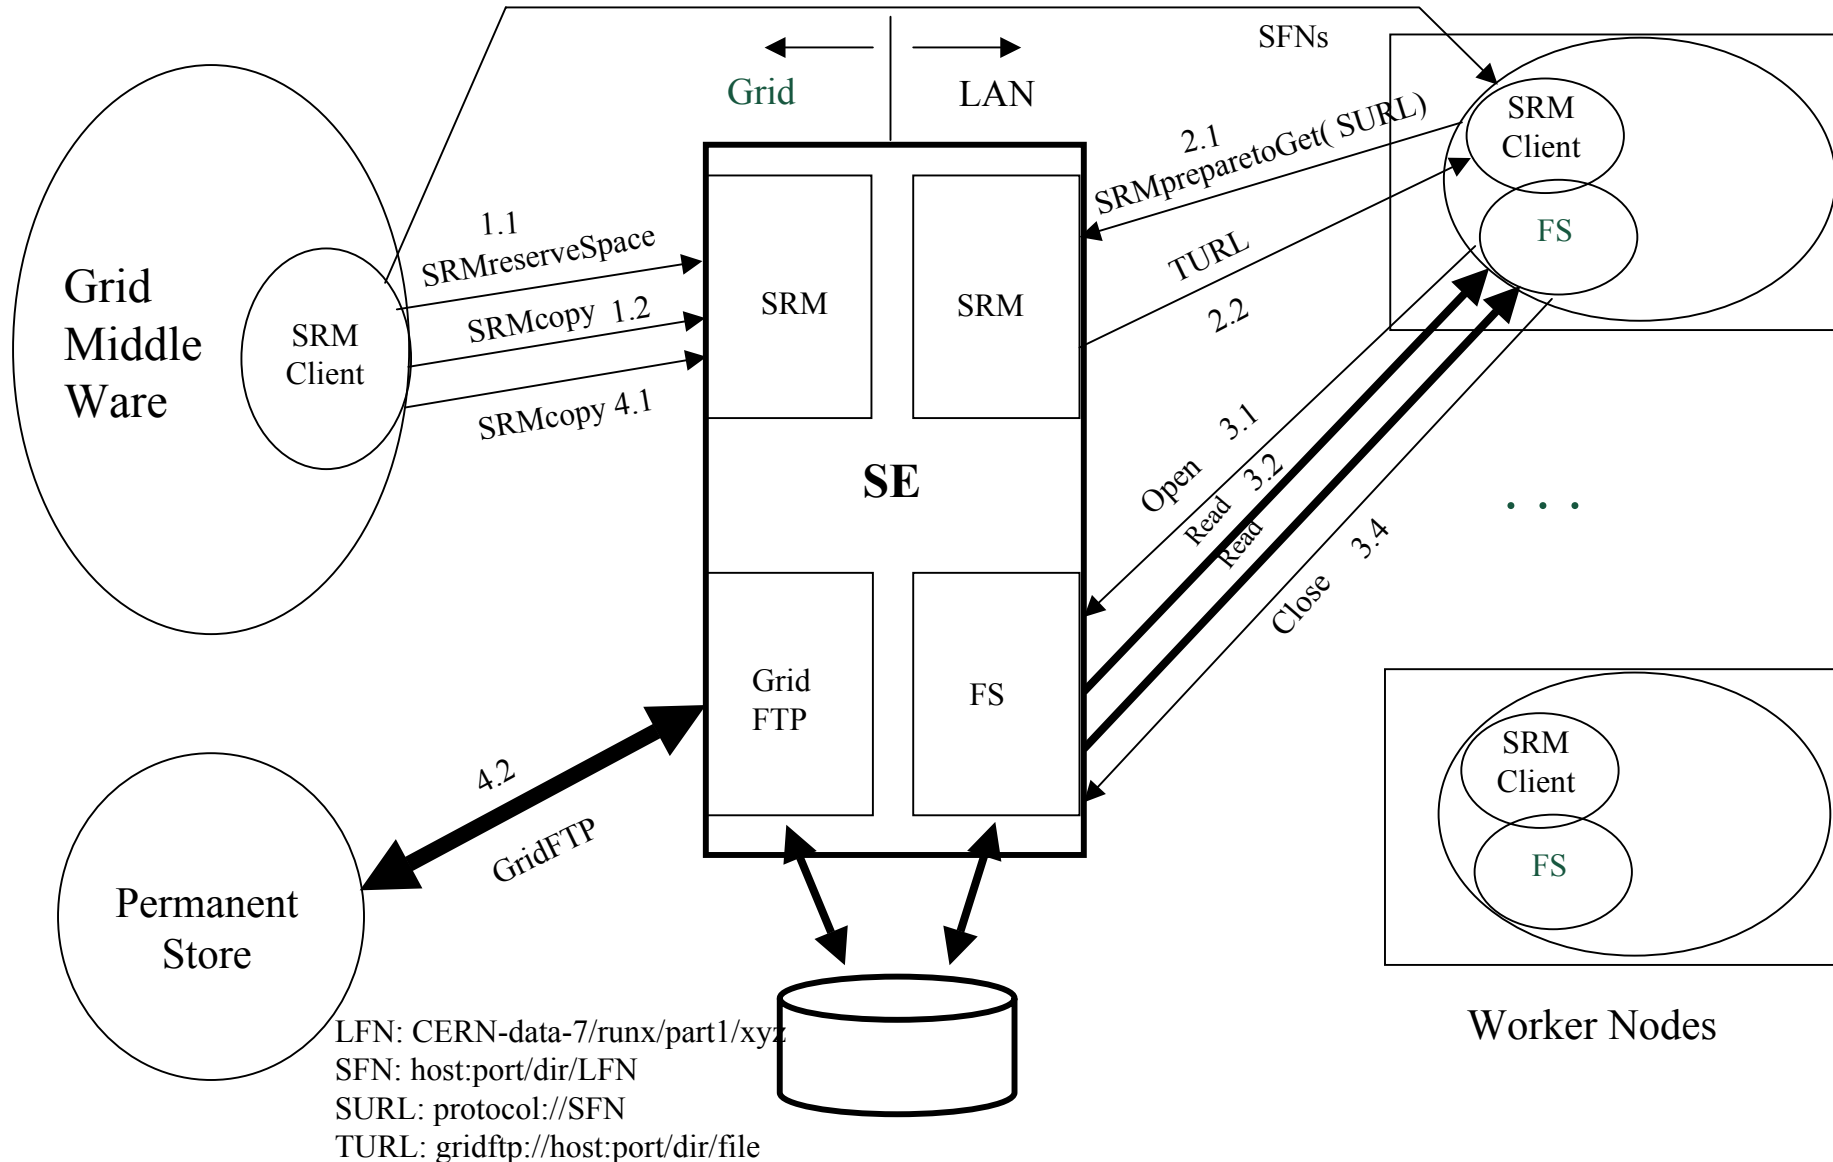 SFNs
Grid
LAN
SRM
Client
2.1
SRMpreparetoGet( SURL)
1.1
SRMreserveSpace
FS
TURL
2.2
Grid
Middle
Ware
SRM
Client
SRMcopy 1.2
SRM
SRM
SRMcopy 4.1
SE
Open 3.1
Read 3.2
Read
Close 3.4
. . .
Grid
FTP
FS
4.2
GridFTP
SRM
Client
FS
Permanent
Store
Worker Nodes
LFN: CERN-data-7/runx/part1/xyz
SFN: host:port/dir/LFN
SURL: protocol://SFN
TURL: gridftp://host:port/dir/file